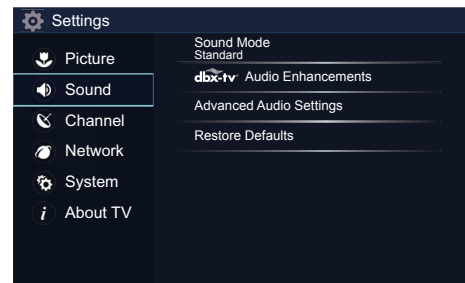 Settings
Picture
Sound
Channel
Network
System
i About TV
Sound Mode
Standard
dbx-tv Audio Enhancements
Advanced Audio Settings
Restore Defaults